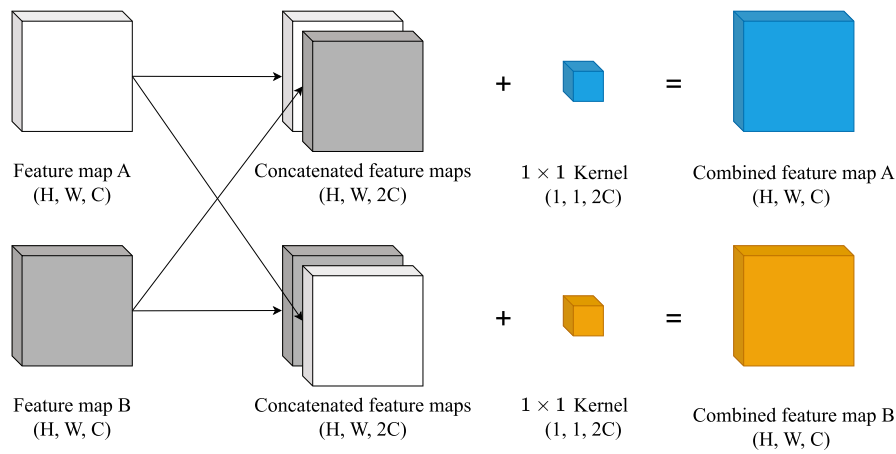 +
=
Feature map A
(H, W, C)
Concatenated feature maps
(H, W, 2C)
1 × 1 Kernel
(1, 1, 2C)
Combined feature map A
(H, W, C)
+
=
Feature map B
(H, W, C)
Concatenated feature maps
(H, W, 2C)
1 × 1 Kernel
(1, 1, 2C)
Combined feature map B
(H, W, C)